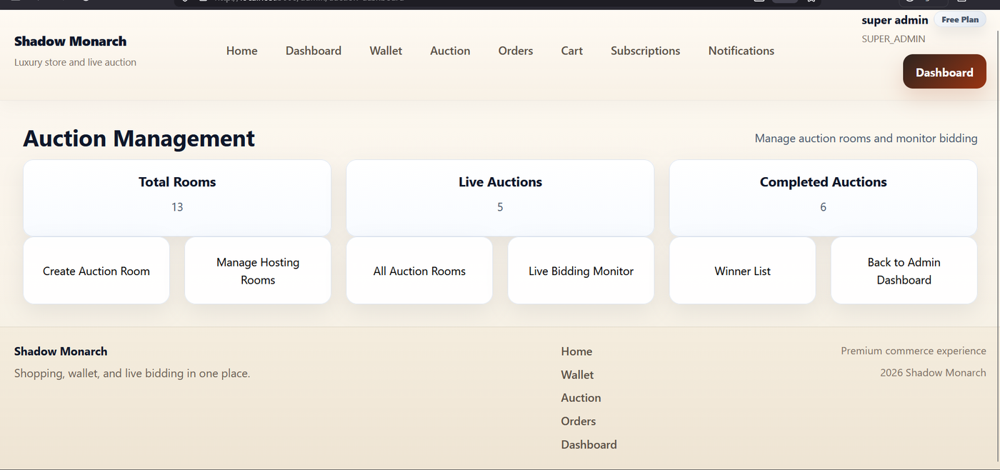 Shadow Monarch
Luxury store and live auction
Home Dashboard Wallet Auction Orders Cart Subscriptions Notifications
super admin Free Plan
SUPER_ADMIN
Dashboard
Auction Management
Manage auction rooms and monitor bidding
Total Rooms
13
Live Auctions
5
Completed Auctions
6
Create Auction Room
Manage Hosting
Rooms
All Auction Rooms
Live Bidding Monitor
Winner List
Back to Admin
Dashboard
Shadow Monarch
Shopping, wallet, and live bidding in one place.
Home
Wallet
Auction
Orders
Dashboard
Premium commerce experience
2026 Shadow Monarch